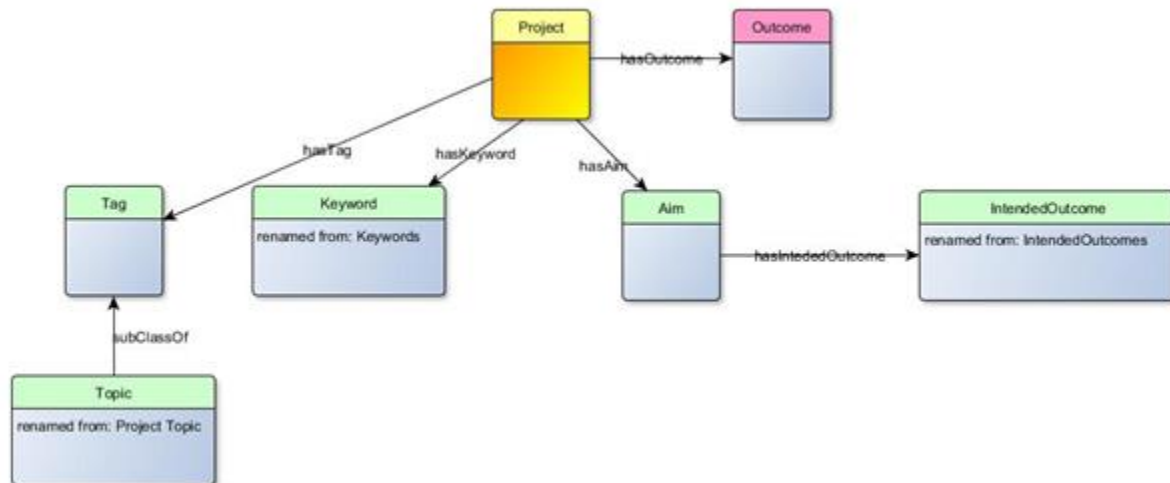 Project
Outcome
hasOutcome
hasTag
hasKeyword
hasAim
Tag
Keyword
renamed from: Keywords
Aim
IntendedOutcome
renamed from: IntendedOutcomes
hasIntededOutcome
subClassOf
Topic
renamed from: Project Topic